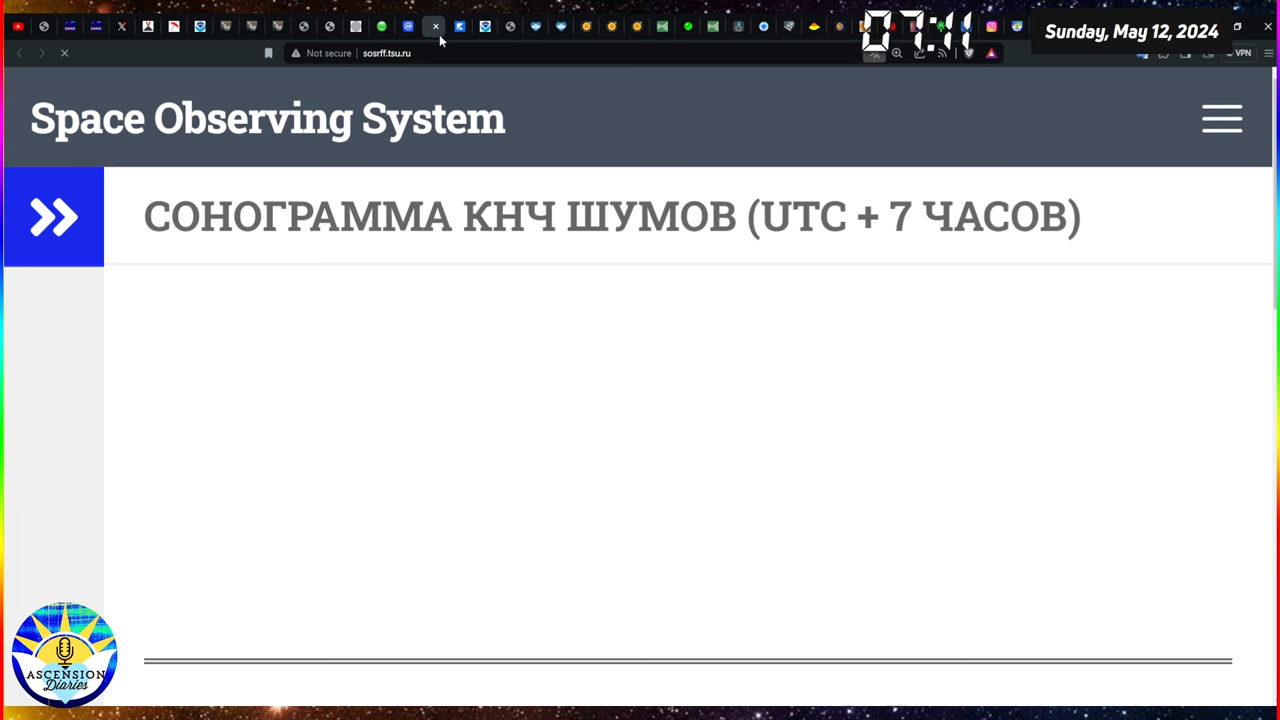 07:11
Sunday, May 12, 2024
Not secure
sosrff.tsu.ru
VPN
Space Observing System
СОНОГРАММА КНЧ ШУМОВ (UTC + 7 ЧАСОВ)
ASCENSION
Diaries